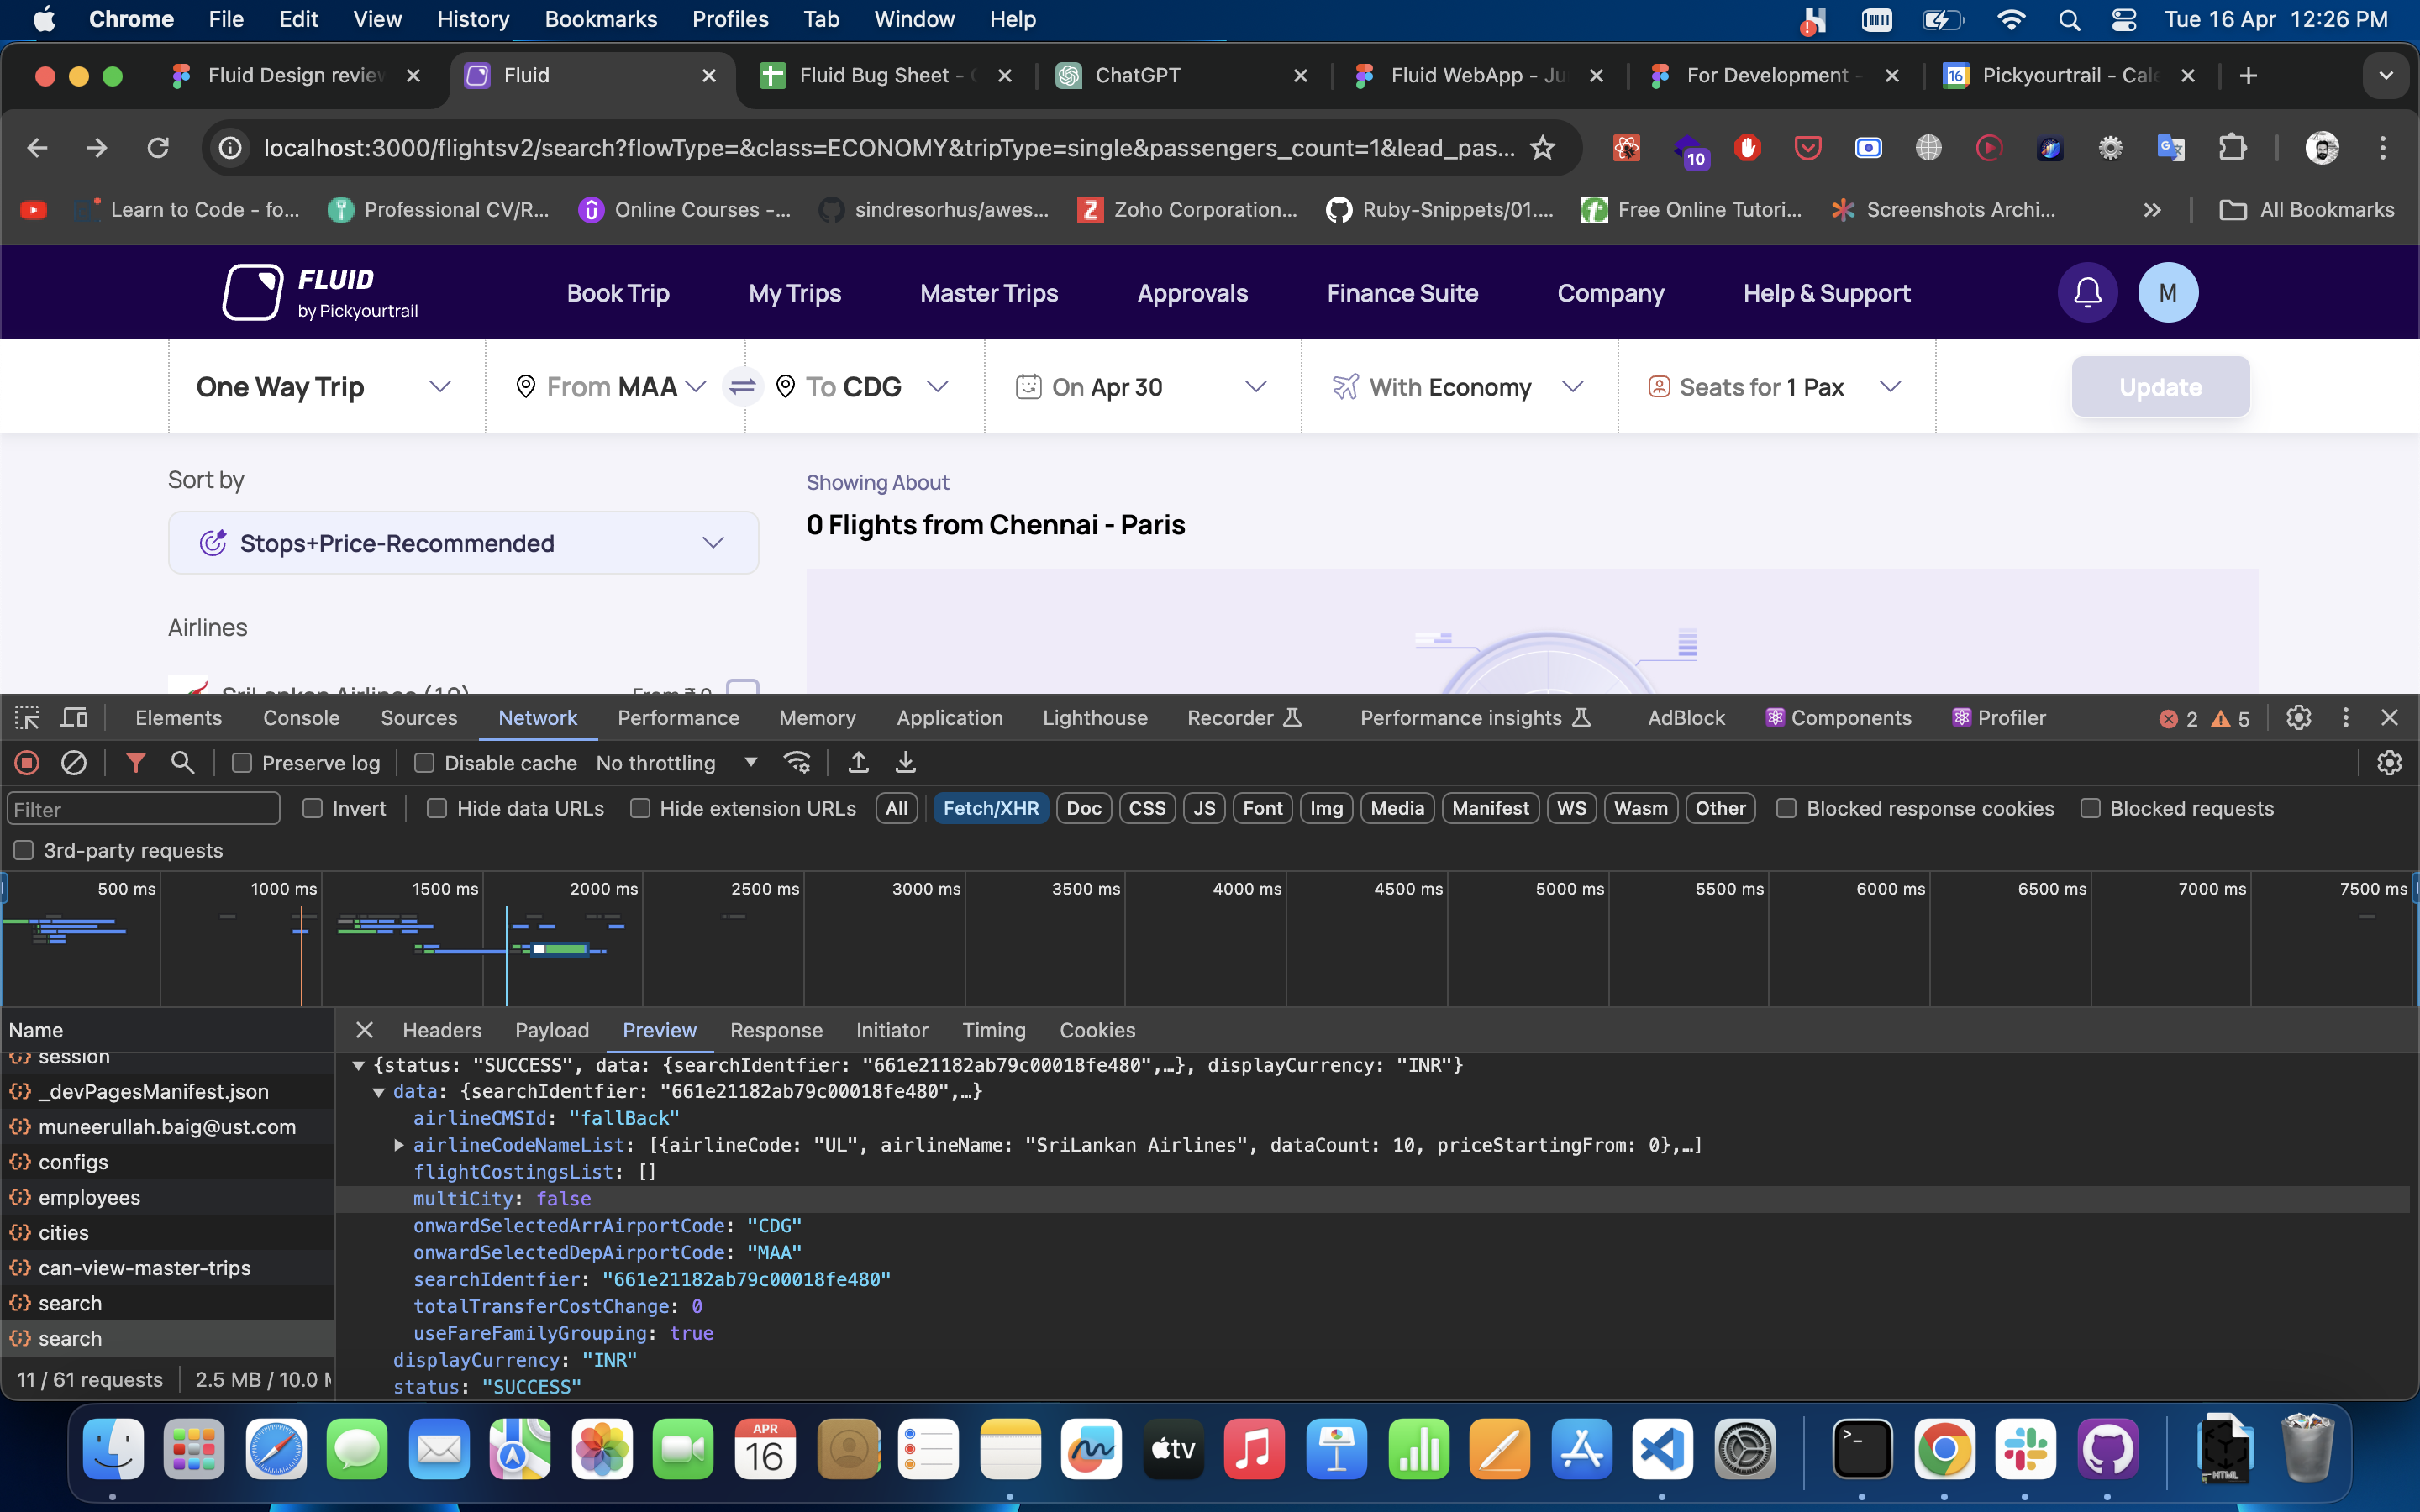 Chrome File Edit View History Bookmarks Profiles Tab Window Help Tue 16 Apr 12:26 PM
Fluid Design review Fluid Fluid Bug Sheet - ChatGPT Fluid WebApp - Ju For Development - 16 Pickyourtrail - Cale
localhost:3000/flightsv2/search?flowType=&class=ECONOMY&tripType=single&passengers_count=1&lead_pas... 10
Learn to Code - fo... Professional CV/R... Online Courses -... sindresorhus/awes... Z Zoho Corporation... Ruby-Snippets/01.... Free Online Tutori... Screenshots Archi... » All Bookmarks
FLUID
by Pickyourtrail
Book Trip My Trips Master Trips Approvals Finance Suite Company Help & Support M
One Way Trip From MAA To CDG On Apr 30 With Economy Seats for 1 Pax Update
Sort by
Stops+Price-Recommended
Airlines
SriLankan Airlines (10) From ₹ 0
Showing About
0 Flights from Chennai - Paris
Elements Console Sources Network Performance Memory Application Lighthouse Recorder Performance insights AdBlock Components Profiler 2 5
Preserve log Disable cache No throttling
Filter Invert Hide data URLs Hide extension URLs All Fetch/XHR Doc CSS JS Font Img Media Manifest WS Wasm Other Blocked response cookies Blocked requests
3rd-party requests
500 ms 1000 ms 1500 ms 2000 ms 2500 ms 3000 ms 3500 ms 4000 ms 4500 ms 5000 ms 5500 ms 6000 ms 6500 ms 7000 ms 7500 ms
Name
session
_devPagesManifest.json
muneerullah.baig@ust.com
configs
employees
cities
can-view-master-trips
search
search
11 / 61 requests 2.5 MB / 10.0 M
Headers Payload Preview Response Initiator Timing Cookies
{status: "SUCCESS", data: {searchIdentfier: "661e21182ab79c00018fe480",…}, displayCurrency: "INR"}
data: {searchIdentfier: "661e21182ab79c00018fe480",…}
airlineCMSId: "fallBack"
airlineCodeNameList: [{airlineCode: "UL", airlineName: "SriLankan Airlines", dataCount: 10, priceStartingFrom: 0},…]
flightCostingsList: []
multiCity: false
onwardSelectedArrAirportCode: "CDG"
onwardSelectedDepAirportCode: "MAA"
searchIdentfier: "661e21182ab79c00018fe480"
totalTransferCostChange: 0
useFareFamilyGrouping: true
displayCurrency: "INR"
status: "SUCCESS"
APR
16
tv
HTML